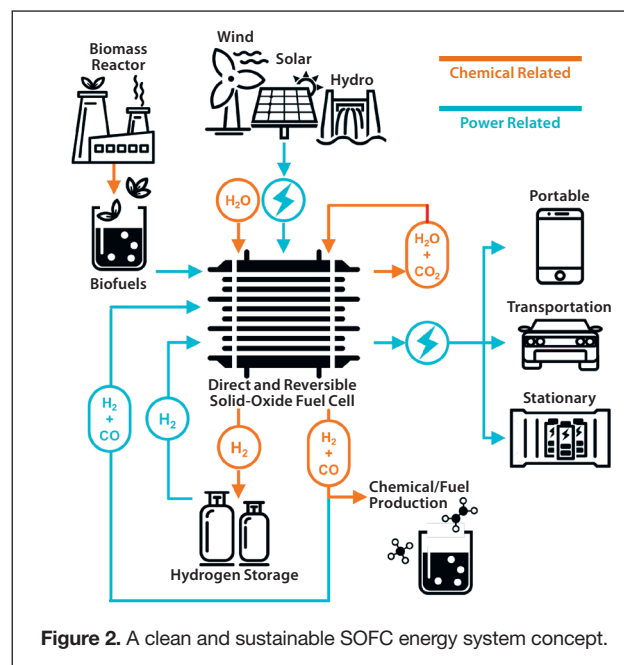 Wind
Biomass
Reactor
Solar
Hydro
Chemical Related
Power Related
H₂O
H₂O
+
CO₂
Portable
Biofuels
Transportation
Direct and Reversible
Solid-Oxide Fuel Cell
Stationary
H₂
+
CO
H₂
H₂
H₂
+
CO
Chemical/Fuel
Production
Hydrogen Storage
Figure 2. A clean and sustainable SOFC energy system concept.